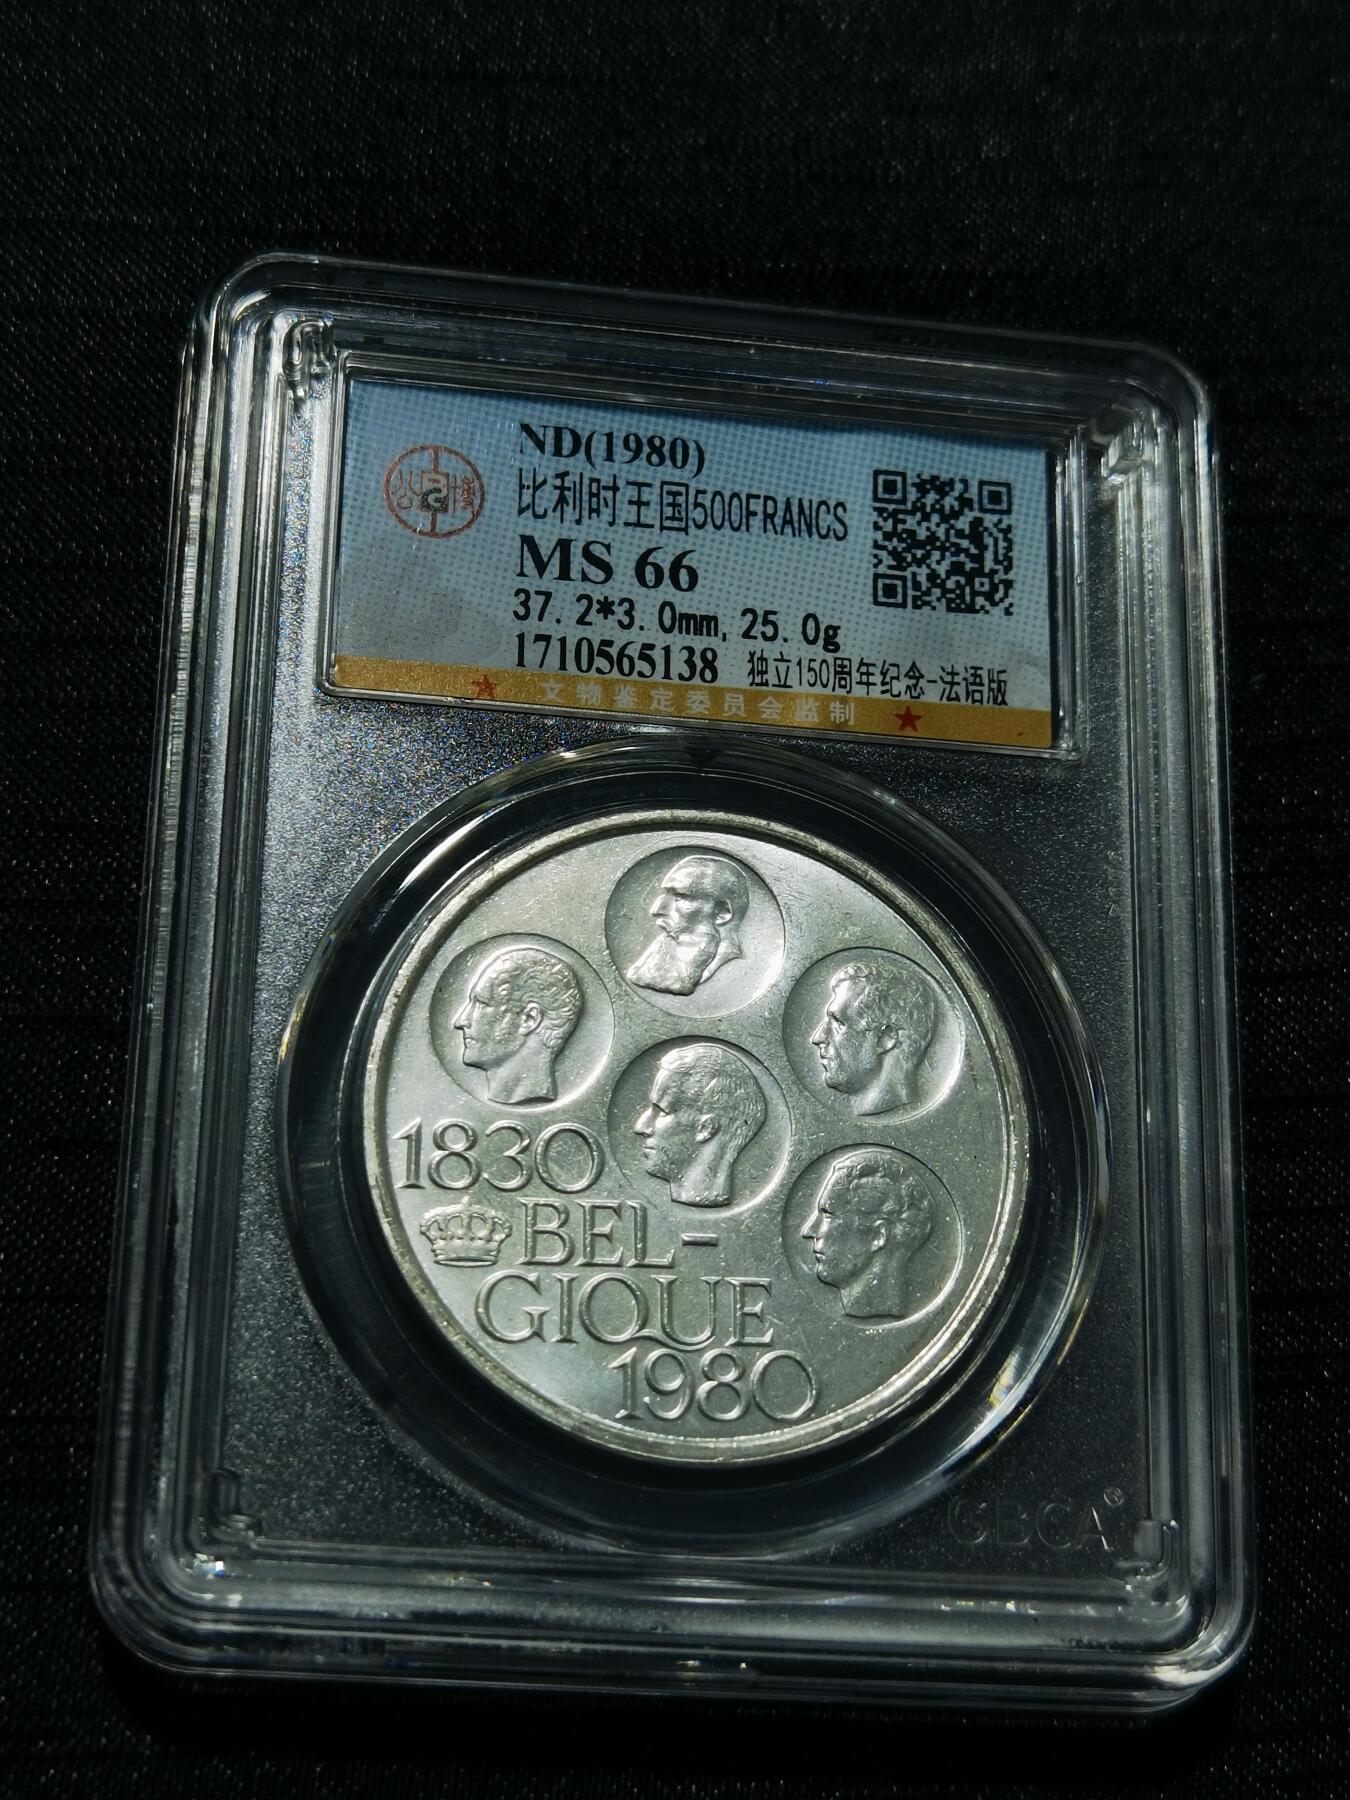 ND(1980)
比利时王国500FRANCS
MS 66
37.2*3.0mm, 25.0g
1710565138 独立150周年纪念-法语版
文物鉴定委员会监制
公 G 博
1830
BEL-
GIQUE
1980
GBCA®